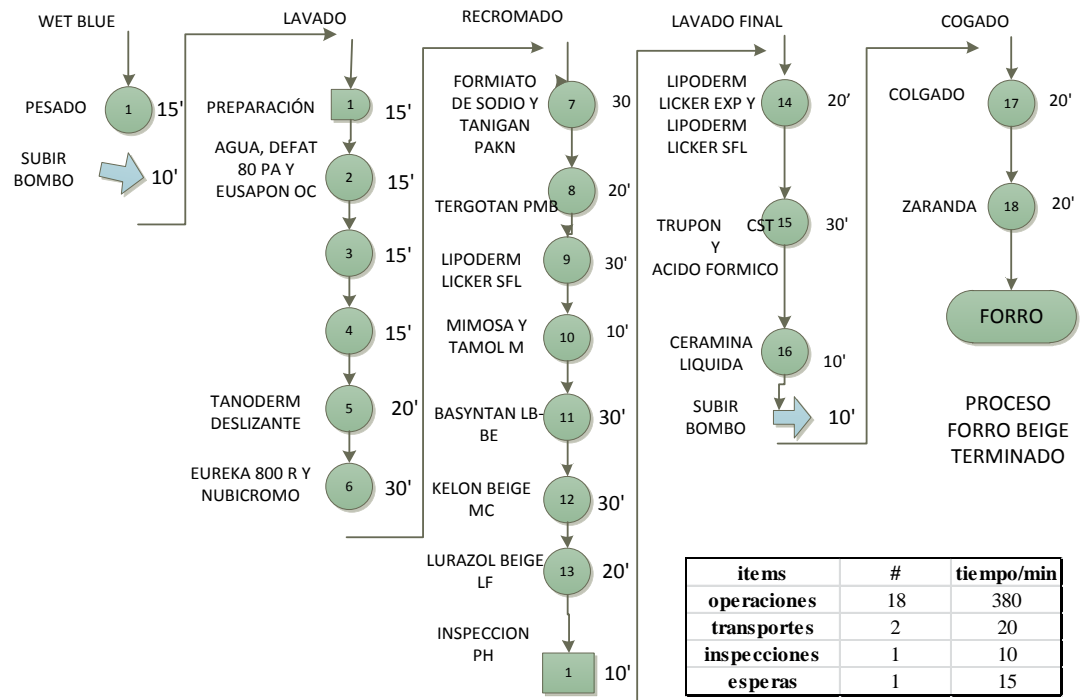 WET BLUE
PESADO
1
15'
SUBIR
BOMBO
10'
LAVADO
PREPARACIÓN
1
15'
AGUA, DEFAT
80 PA Y
EUSAPON OC
2
15'
3
15'
4
15'
TANODERM
DESLIZANTE
5
20'
EUREKA 800 R Y
NUBICROMO
6
30'
RECROMADO
FORMIATO
DE SODIO Y
TANIGAN
PAKN
7
30
TERGOTAN PMB
8
20'
LIPODERM
LICKER SFL
9
30'
MIMOSA Y
TAMOL M
10
10'
BASYNTAN LB-
BE
11
30'
KELON BEIGE
MC
12
30'
LURAZOL BEIGE
LF
13
20'
INSPECCION
PH
1
10'
LAVADO FINAL
LIPODERM
LICKER EXP Y
LIPODERM
LICKER SFL
14
20’
TRUPON CST
Y
ACIDO FORMICO
15
30'
CERAMINA
LIQUIDA
16
10'
SUBIR
BOMBO
10'
COGADO
COLGADO
17
20'
ZARANDA
18
20'
FORRO
PROCESO
FORRO BEIGE
TERMINADO
items # tiempo/min
operaciones 18 380
transportes 2 20
inspecciones 1 10
esperas 1 15